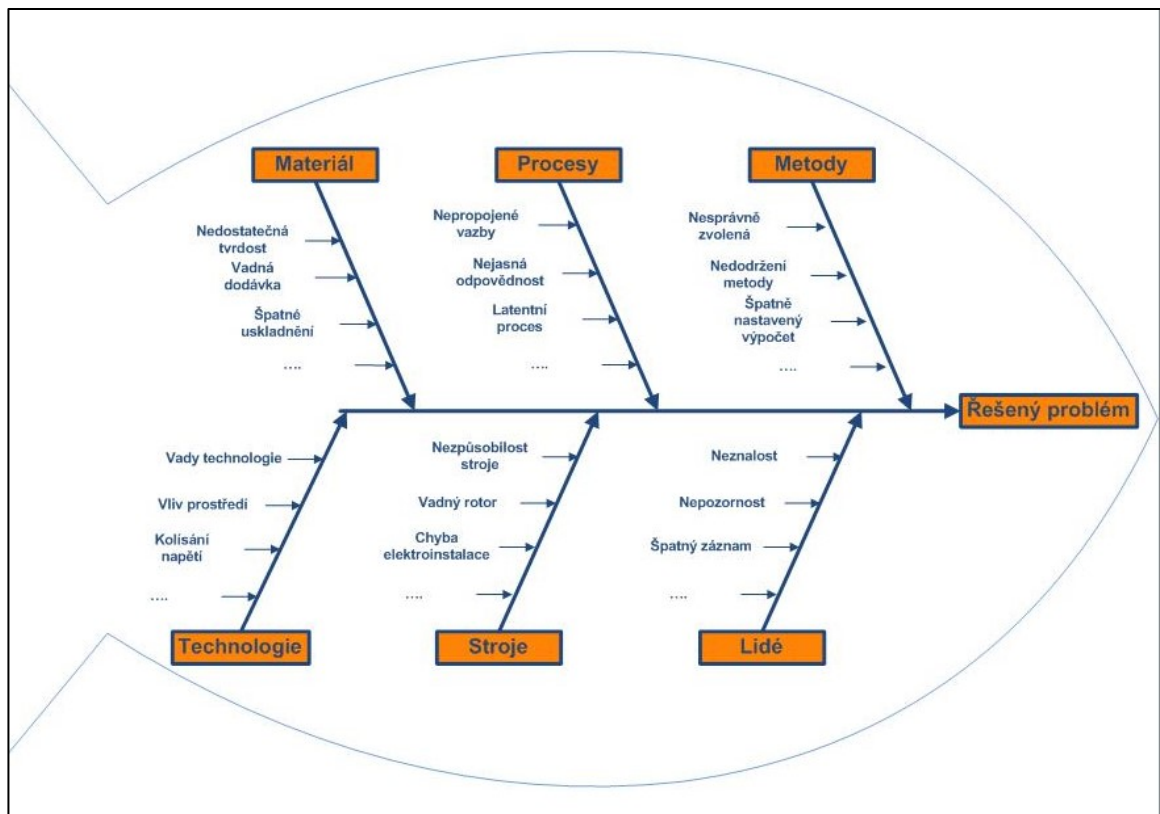 Materiál
Procesy
Metody
Nedostatečná
tvrdost
Vadná
dodávka
Špatné
uskladnění
....
Nepropojené
vazby
Nejasná
odpovědnost
Latentní
proces
....
Nesprávně
zvolená
Nedodržení
metody
Špatně
nastavený
výpočet
....
Řešený problém
Vady technologie
Vliv prostředí
Kolísání
napětí
....
Nezpůsobilost
stroje
Vadný rotor
Chyba
elektroinstalace
....
Neznalost
Nepozornost
Špatný záznam
....
Technologie
Stroje
Lidé